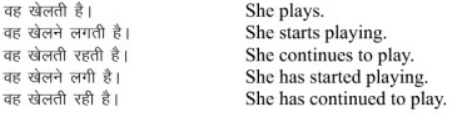 वह खेलती है। She plays.
वह खेलने लगती है। She starts playing.
वह खेलती रहती है। She continues to play.
वह खेलने लगी है। She has started playing.
वह खेलती रही है। She has continued to play.